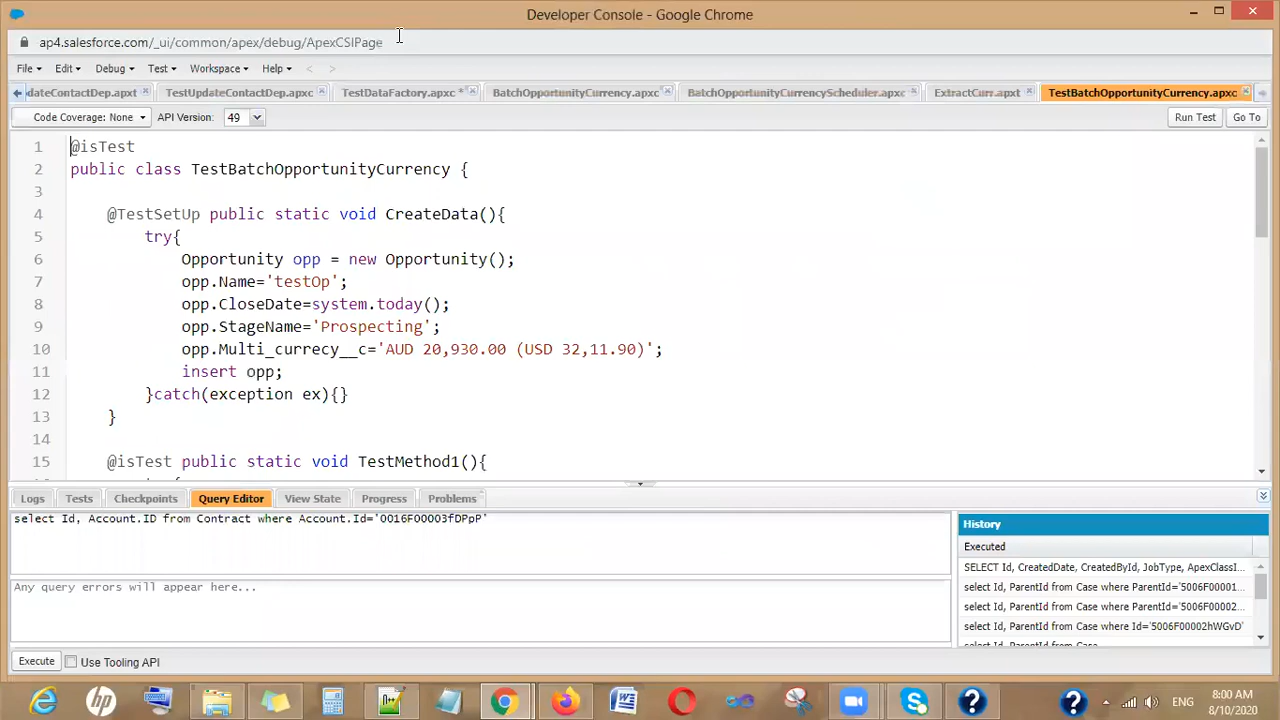 Developer Console - Google Chrome
ap4.salesforce.com/_ui/common/apex/debug/ApexCSIPage
File Edit Debug Test Workspace Help < >
dateContactDep.apxt TestUpdateContactDep.apxc TestDataFactory.apxc * BatchOpportunityCurrency.apxc BatchOpportunityCurrencyScheduler.apxc ExtractCurr.apxt TestBatchOpportunityCurrency.apxc
Code Coverage: None API Version: 49 Run Test Go To
1 @isTest
2 public class TestBatchOpportunityCurrency {
3
4 @TestSetUp public static void CreateData(){
5 try{
6 Opportunity opp = new Opportunity();
7 opp.Name='testOp';
8 opp.CloseDate=system.today();
9 opp.StageName='Prospecting';
10 opp.Multi_currecy__c='AUD 20,930.00 (USD 32,11.90)';
11 insert opp;
12 }catch(exception ex){}
13 }
14
15 @isTest public static void TestMethod1(){
Logs Tests Checkpoints Query Editor View State Progress Problems
select Id, Account.ID from Contract where Account.Id='0016F00003fDPpP'
Any query errors will appear here...
History
Executed
SELECT Id, CreatedDate, CreatedById, JobType, ApexClassI...
select Id, ParentId from Case where ParentId='5006F00001...
select Id, ParentId from Case where ParentId='5006F00002...
select Id, ParentId from Case where Id='5006F00002hWGvD'
select Id, ParentId from Case
Execute Use Tooling API
ENG
8:00 AM
8/10/2020